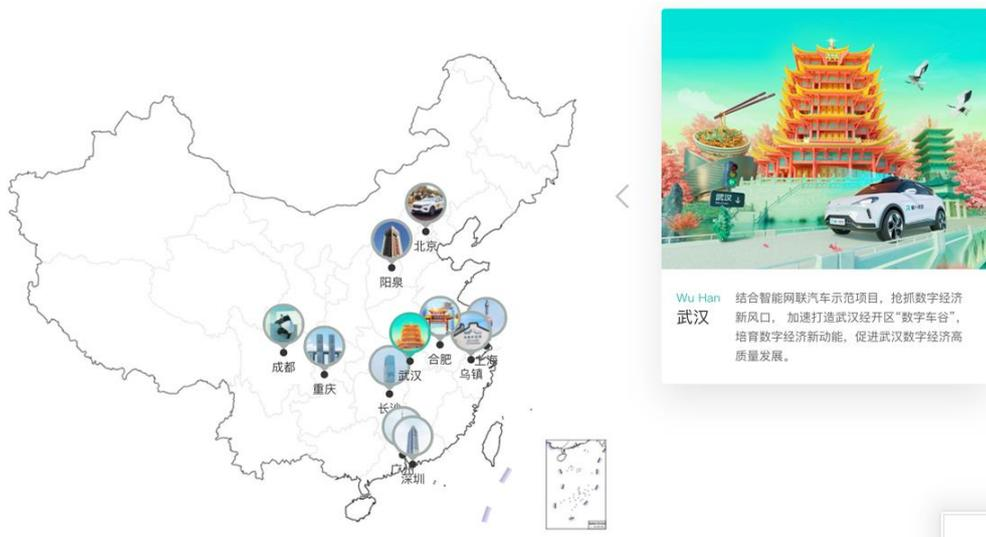 北京
阳泉
成都
重庆
武汉
合肥
上海
乌镇
长沙
广州
深圳
武汉
Wu Han
武汉
结合智能网联汽车示范项目，抢抓数字经济
新风口， 加速打造武汉经开区“数字车谷”，
培育数字经济新动能，促进武汉数字经济高
质量发展。